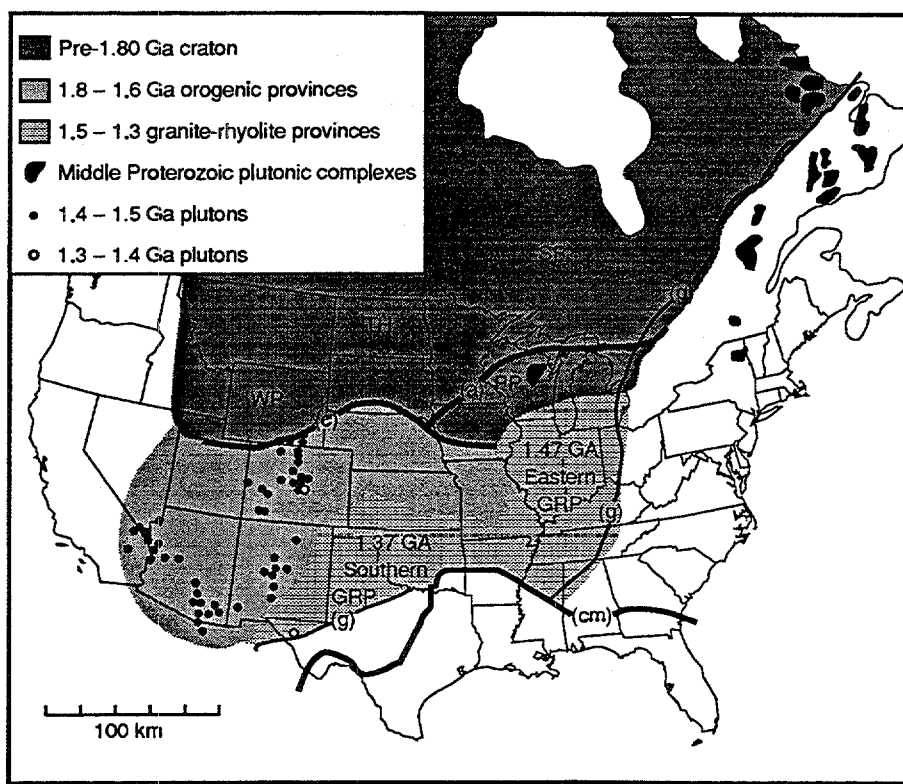 Pre-1.80 Ga craton
1.8 – 1.6 Ga orogenic provinces
1.5 – 1.3 granite-rhyolite provinces
Middle Proterozoic plutonic complexes
1.4 – 1.5 Ga plutons
1.3 – 1.4 Ga plutons
(g)
WP
(c)
1.47 GA
Eastern
GRP
(g)
1.37 GA
Southern
GRP
(g)
(cm)
100 km